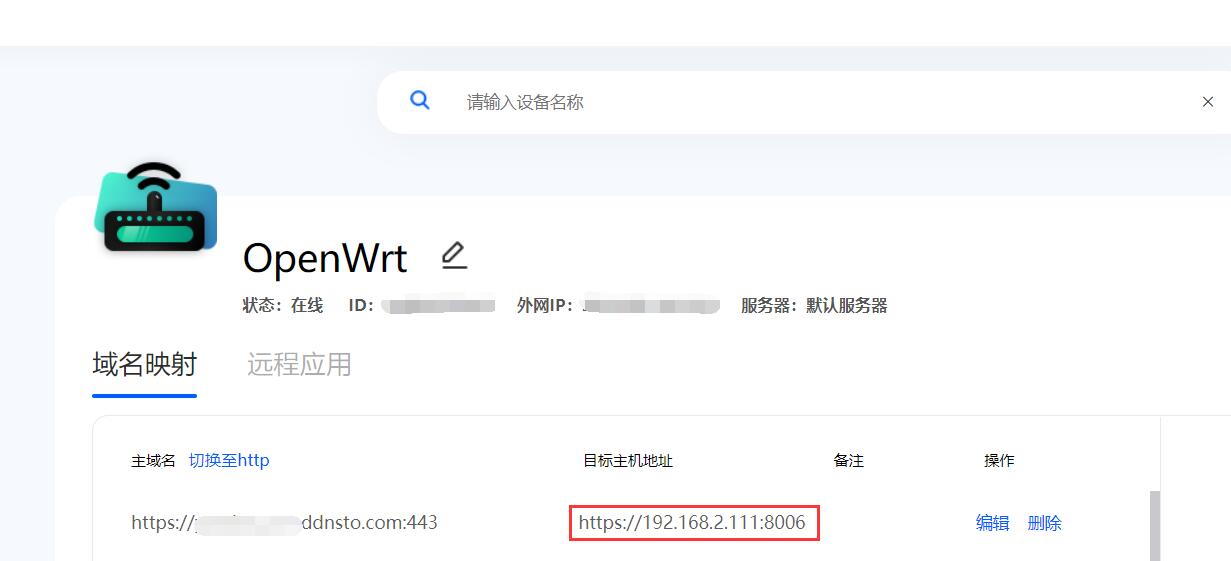 请输入设备名称 ×
OpenWrt
状态：在线 ID： 外网IP： 服务器：默认服务器
域名映射 远程应用
主域名 切换至http 目标主机地址 备注 操作
https:// ddnsto.com:443 https://192.168.2.111:8006 编辑 删除